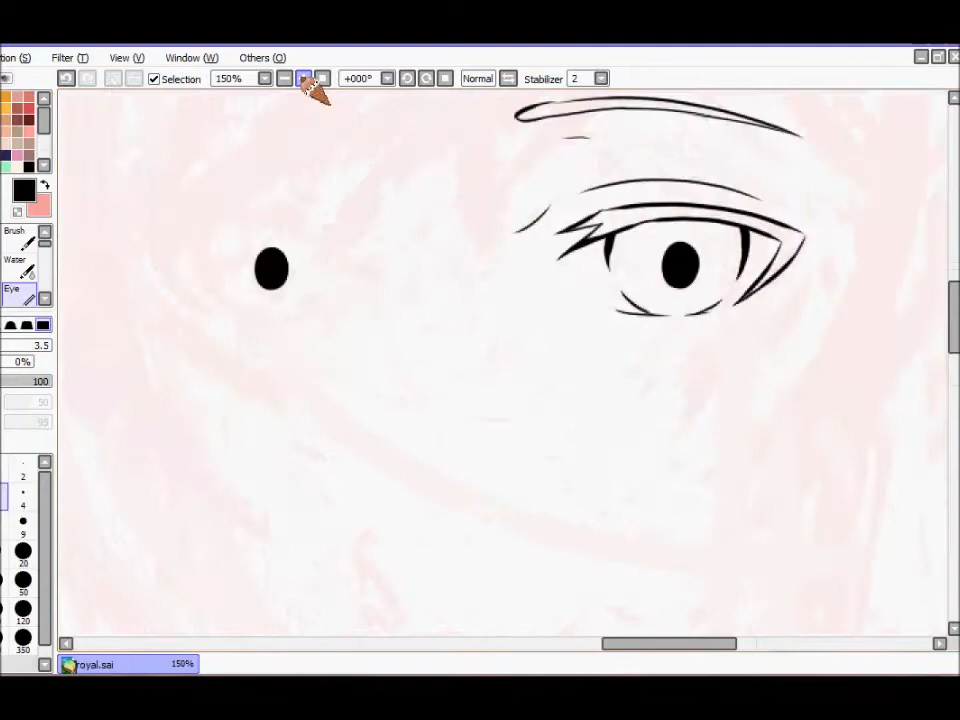 tion (S) Filter (T) View (V) Window (W) Others (O)
Selection 150% +000° Normal Stabilizer 2
Brush
Water
Eye
3.5
0%
100
50
95
2
4
9
20
50
120
350
royal.sai 150%